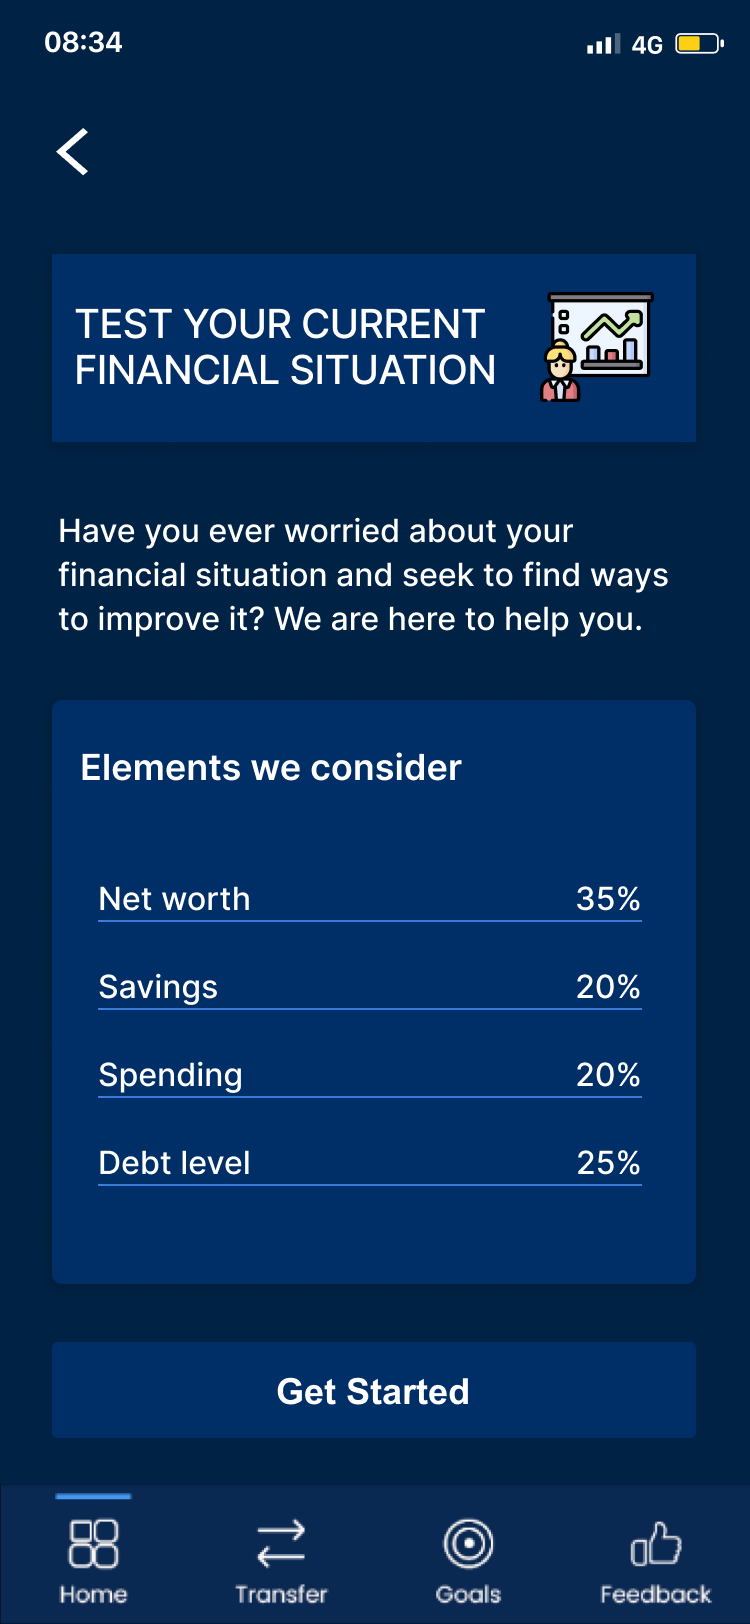 08:34
4G
TEST YOUR CURRENT
FINANCIAL SITUATION
Have you ever worried about your
financial situation and seek to find ways
to improve it? We are here to help you.
Elements we consider
Net worth 35%
Savings 20%
Spending 20%
Debt level 25%
Get Started
Home Transfer Goals Feedback